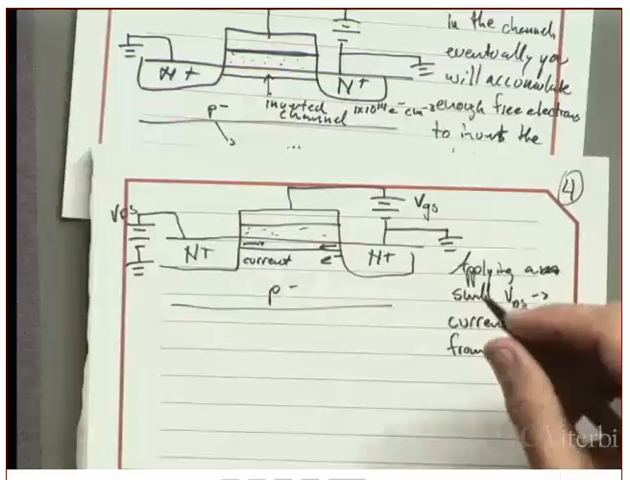 In the channel
eventually you
will accumulate
enough free electrons
to invert the
N+
N+
inverted
channel
1x10
e- cm-2
p-
...
4
VDS
Vgs
N+
current
e-
N+
p-
Applying a
small VDS ->
current
from
Viterbi